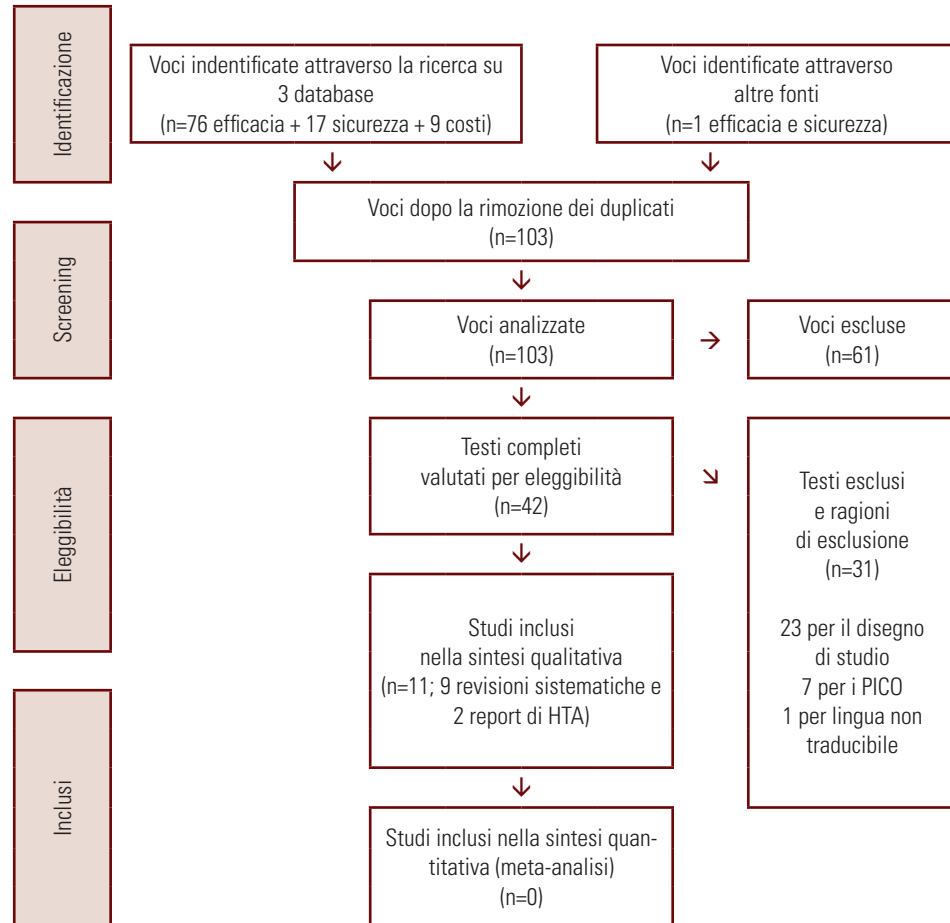 Identificazione
Voci indentificate attraverso la ricerca su
3 database
(n=76 efficacia + 17 sicurezza + 9 costi)
Voci identificate attraverso
altre fonti
(n=1 efficacia e sicurezza)
Voci dopo la rimozione dei duplicati
(n=103)
Screening
Voci analizzate
(n=103)
Voci escluse
(n=61)
Eleggibilità
Testi completi
valutati per eleggibilità
(n=42)
Testi esclusi
e ragioni
di esclusione
(n=31)
23 per il disegno
di studio
7 per i PICO
1 per lingua non
traducibile
Studi inclusi
nella sintesi qualitativa
(n=11; 9 revisioni sistematiche e
2 report di HTA)
Inclusi
Studi inclusi nella sintesi quan-
titativa (meta-analisi)
(n=0)